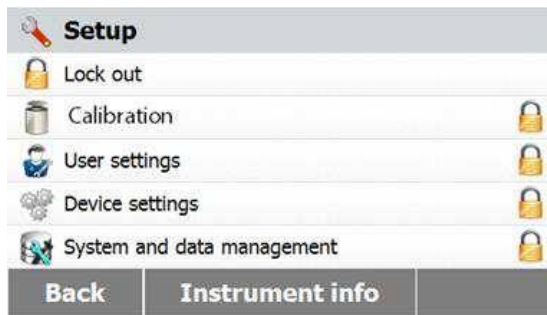 Setup
Lock out
Calibration
User settings
Device settings
System and data management
Back Instrument info